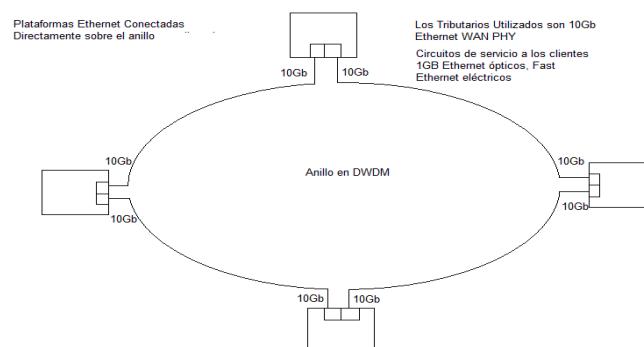 Plataformas Ethernet Conectadas
Directamente sobre el anillo
Los Tributarios Utilizados son 10Gb
Ethernet WAN PHY
Circuitos de servicio a los clientes
1GB Ethernet ópticos, Fast
Ethernet eléctricos
10Gb
10Gb
10Gb
10Gb
Anillo en DWDM
10Gb
10Gb
10Gb
10Gb